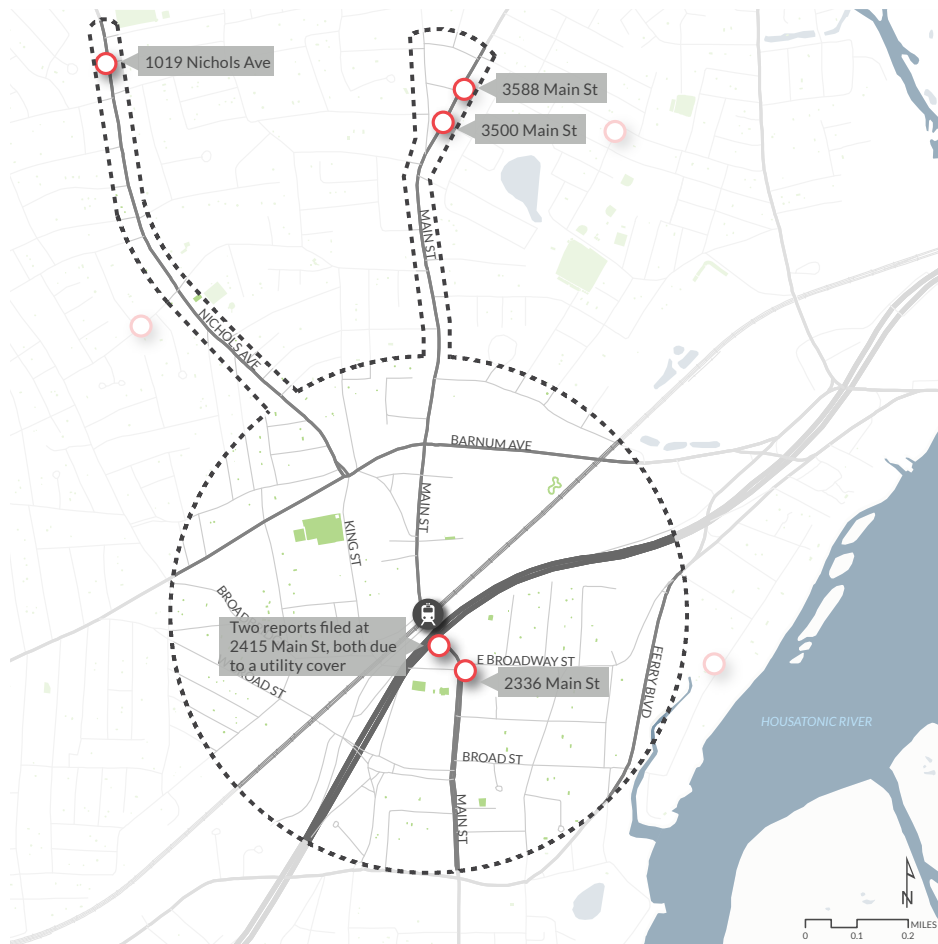 1019 Nichols Ave
3588 Main St
3500 Main St
MAIN ST
NICHOLS AVE
BARNUM AVE
MAIN ST
KING ST
BROAD
Two reports filed at
2415 Main St, both due
to a utility cover
E BROADWAY ST
2336 Main St
BROAD ST
FERRY BLVD
HOUSATONIC RIVER
BROAD ST
MAIN ST
N
MILES
0 0.1 0.2